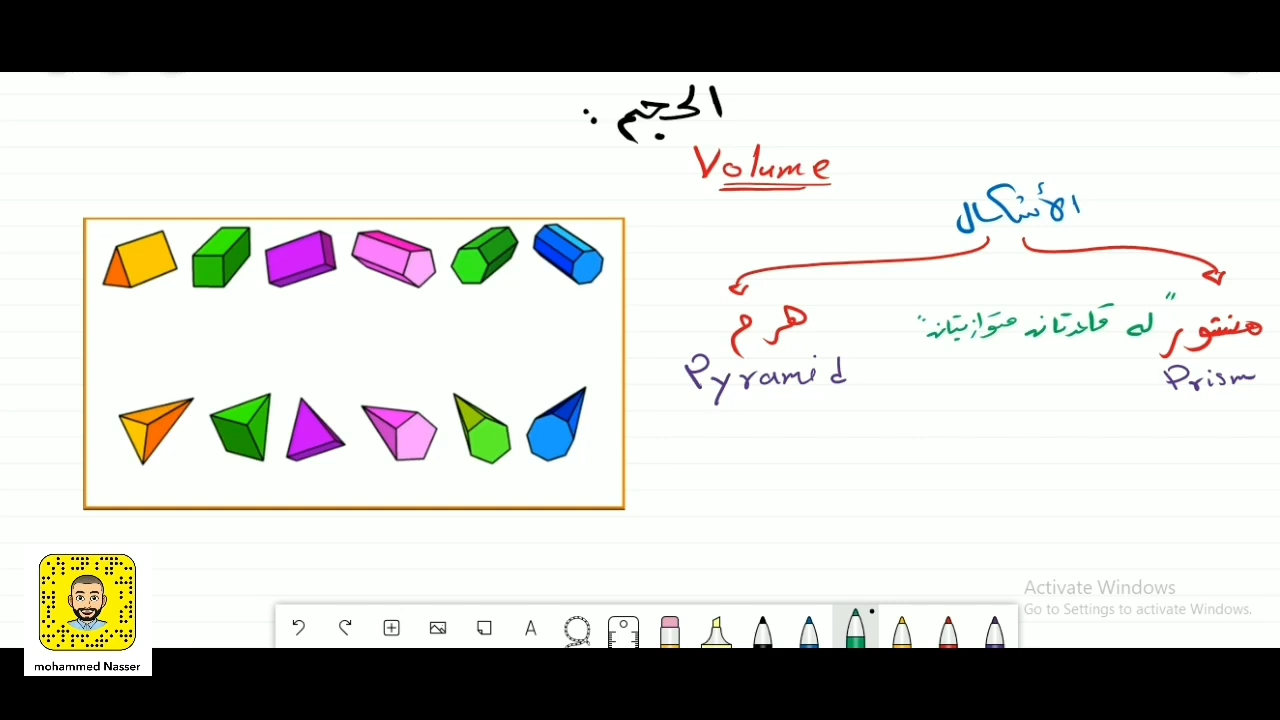 الحجم :
Volume
الأشكال
منشور "له قاعدتان متوازيتان"
هرم
Prism
Pyramid
Activate Windows
Go to Settings to activate Windows.
A
mohammed Nasser